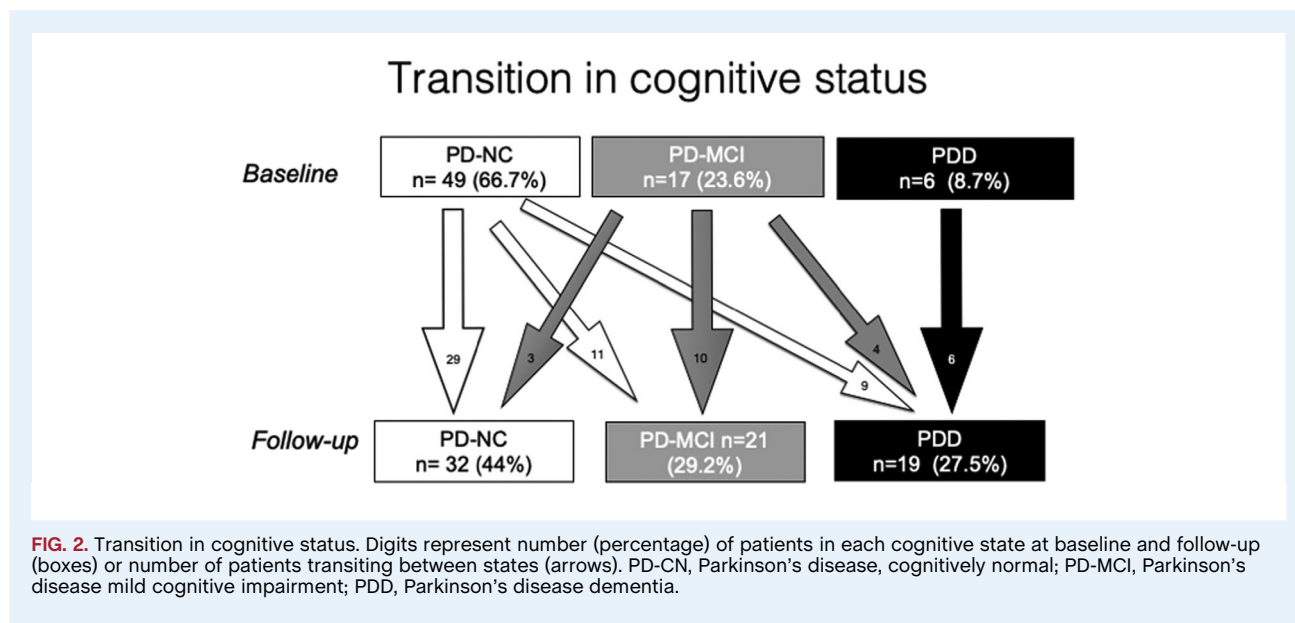 Transition in cognitive status
Baseline
PD-NC
n= 49 (66.7%)
PD-MCI
n=17 (23.6%)
PDD
n=6 (8.7%)
29
3
11
10
9
4
6
Follow-up
PD-NC
n= 32 (44%)
PD-MCI n=21
(29.2%)
PDD
n=19 (27.5%)
FIG. 2. Transition in cognitive status. Digits represent number (percentage) of patients in each cognitive state at baseline and follow-up
(boxes) or number of patients transiting between states (arrows). PD-CN, Parkinson's disease, cognitively normal; PD-MCI, Parkinson's
disease mild cognitive impairment; PDD, Parkinson's disease dementia.